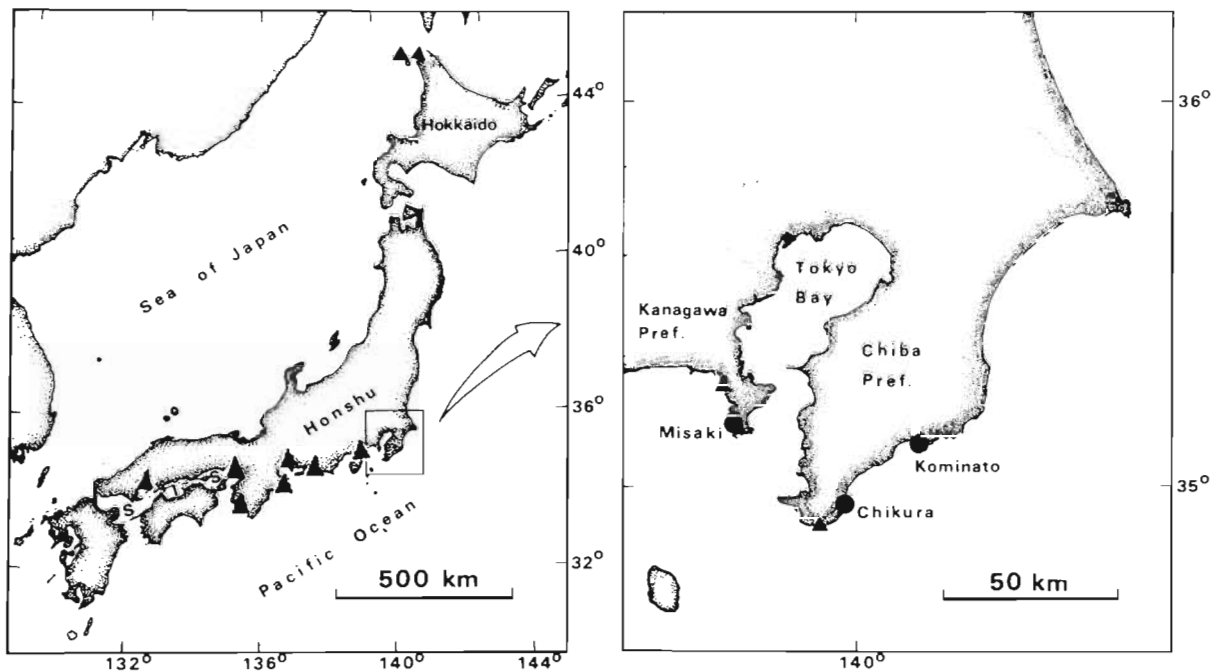 44°
Hokkaido
40°
Sea of Japan
36°
Honshu
S I S
Pacific Ocean
32°
500 km
132° 136° 140° 144°
36°
Tokyo
Bay
Kanagawa
Pref.
Chiba
Pref.
Misaki
Kominato
35°
Chikura
50 km
140°